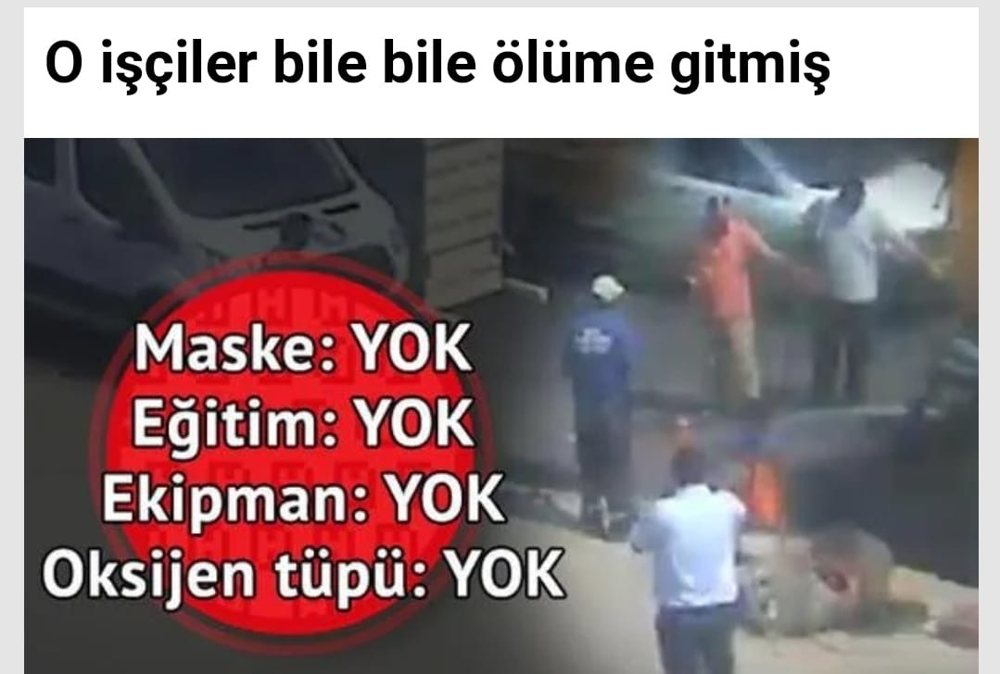 O işçiler bile bile ölüme gitmiş
Maske: YOK
Eğitim: YOK
Ekipman: YOK
Oksijen tüpü: YOK